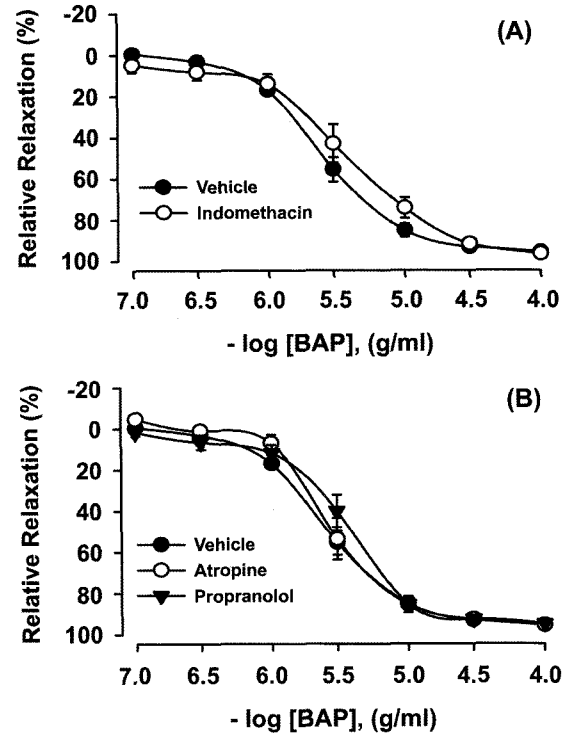 (A)
Relative Relaxation (%)
-20
0
20
40
60
80
100
Vehicle
Indomethacin
7.0 6.5 6.0 5.5 5.0 4.5 4.0
- log [BAP], (g/ml)
(B)
Relative Relaxation (%)
-20
0
20
40
60
80
100
Vehicle
Atropine
Propranolol
7.0 6.5 6.0 5.5 5.0 4.5 4.0
- log [BAP], (g/ml)